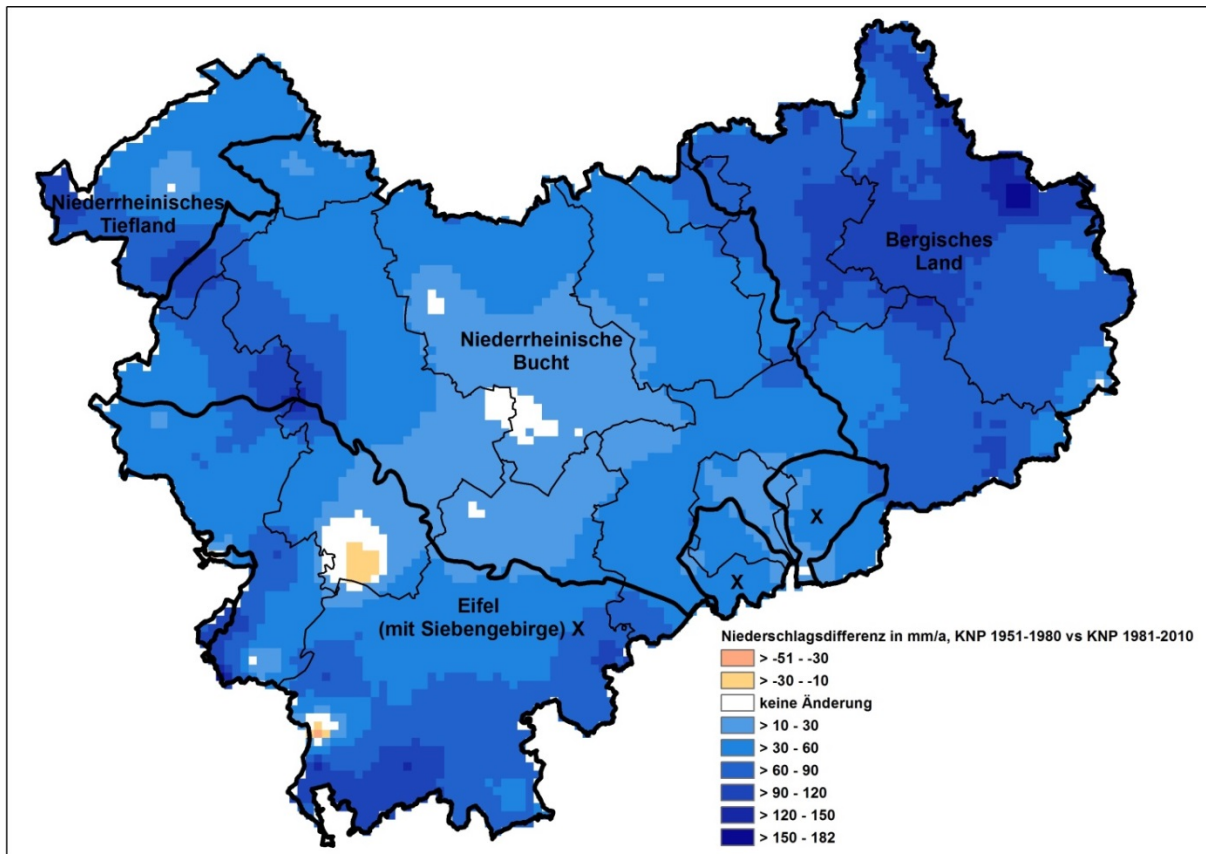 Niederrheinisches
Tiefland
Bergisches
Land
Niederrheinische
Bucht
X
X
Eifel
(mit Siebengebirge) X
Niederschlagsdifferenz in mm/a, KNP 1951-1980 vs KNP 1981-2010
> -51 - -30
> -30 - -10
keine Änderung
> 10 - 30
> 30 - 60
> 60 - 90
> 90 - 120
> 120 - 150
> 150 - 182